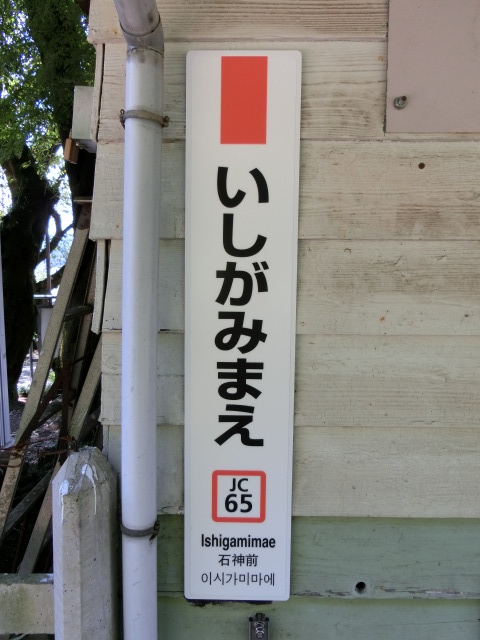 いしがみまえ
JC
65
Ishigamimae
石神前
이시가미마에